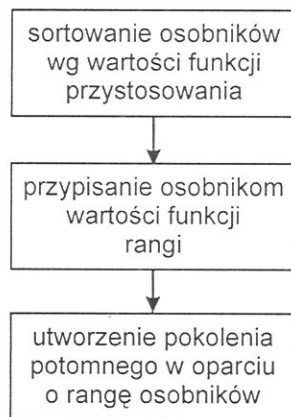 sortowanie osobników
wg wartości funkcji
przystosowania
przypisanie osobnikom
wartości funkcji
rangi
utworzenie pokolenia
potomnego w oparciu
o rangę osobników